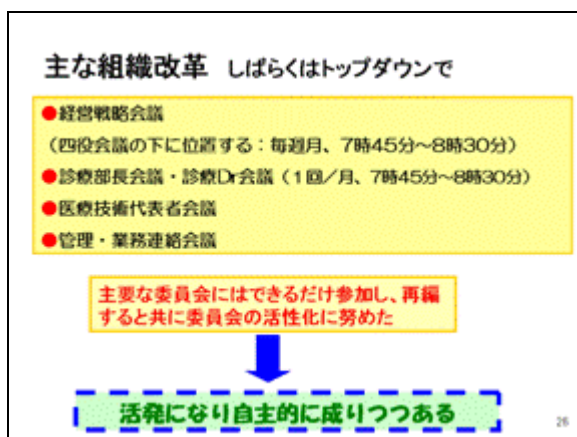 主な組織改革 しばらくはトップダウンで
●経営戦略会議
(四役会議の下に位置する:毎週月、7時45分~8時30分)
●診療部長会議・診療Dr会議(1回/月、7時45分~8時30分)
●医療技術代表者会議
●管理・業務連絡会議
主要な委員会にはできるだけ参加し、再編
すると共に委員会の活性化に努めた
活発になり自主的に成りつつある
26